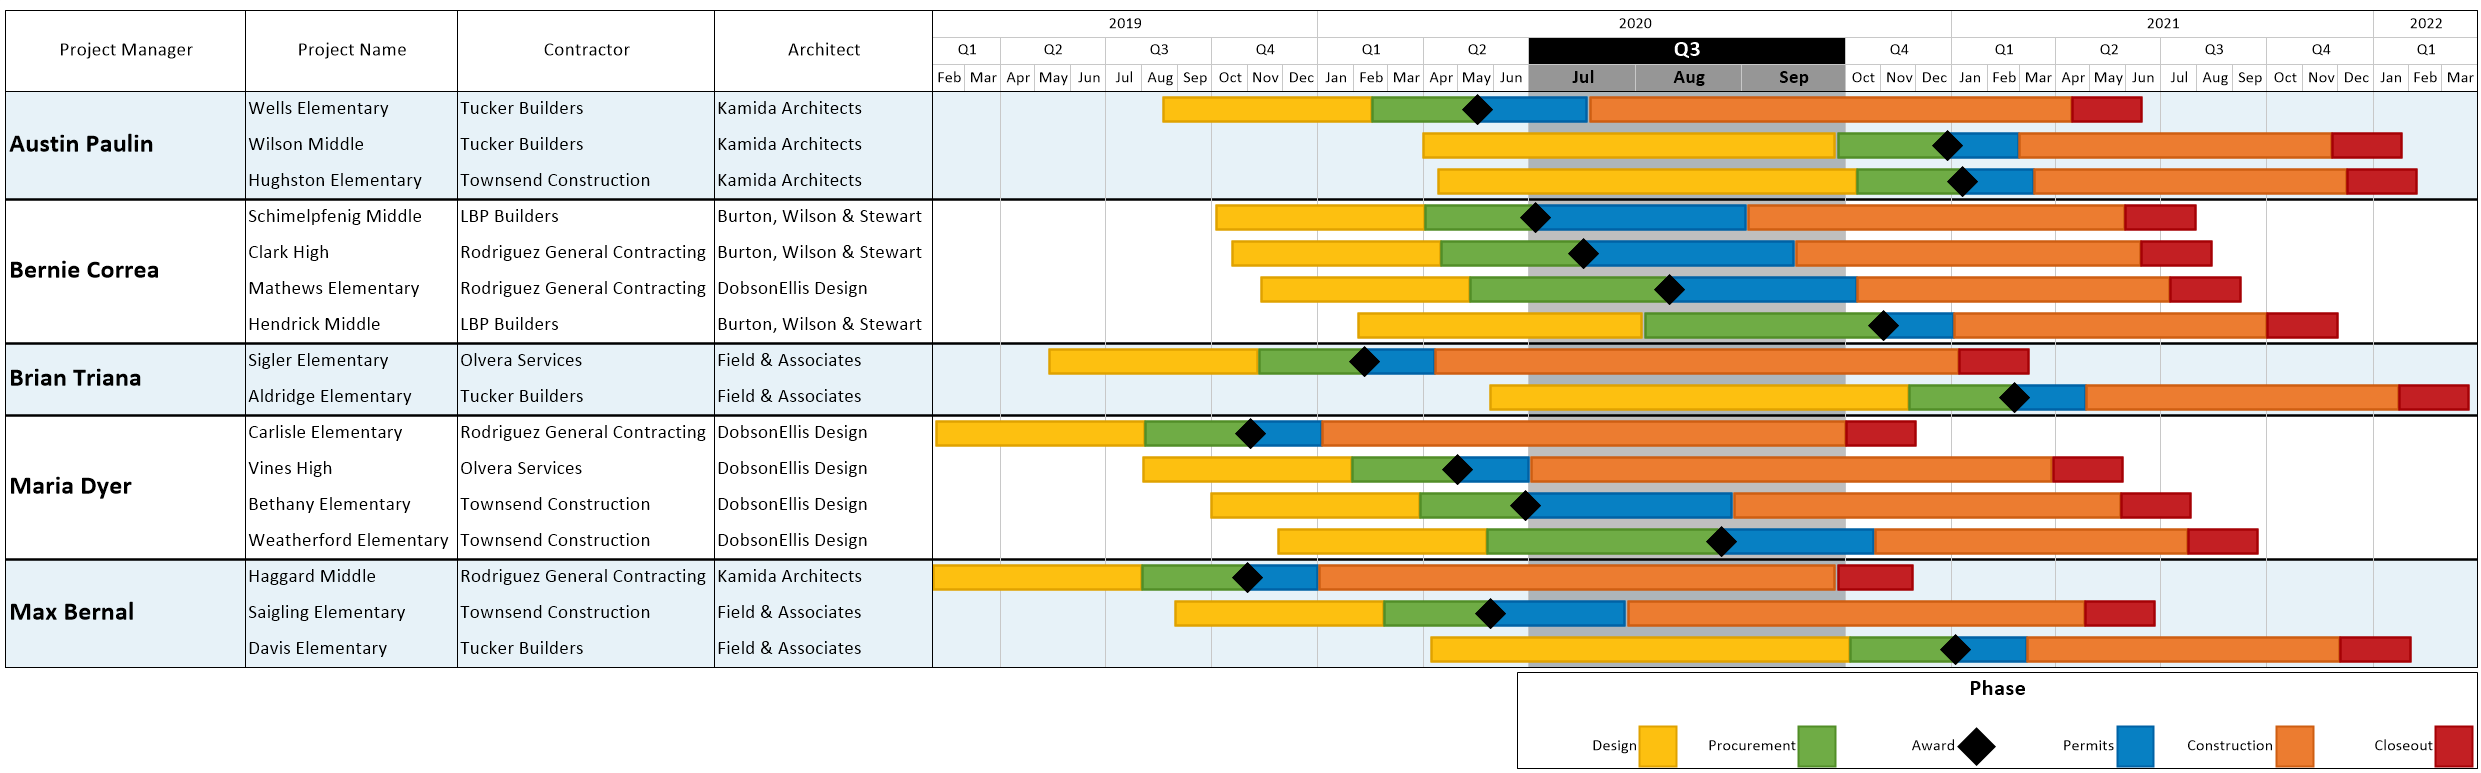 2019 2020 2021 2022
Project Manager Project Name Contractor Architect Q1 Q2 Q3 Q4 Q1 Q2 Q3 Q4 Q1 Q2 Q3 Q4 Q1
Feb Mar Apr May Jun Jul Aug Sep Oct Nov Dec Jan Feb Mar Apr May Jun Jul Aug Sep Oct Nov Dec Jan Feb Mar Apr May Jun Jul Aug Sep Oct Nov Dec Jan Feb Mar
Wells Elementary Tucker Builders Kamida Architects
Austin Paulin Wilson Middle Tucker Builders Kamida Architects
Hughston Elementary Townsend Construction Kamida Architects
Schimelpfenig Middle LBP Builders Burton, Wilson & Stewart
Clark High Rodriguez General Contracting Burton, Wilson & Stewart
Bernie Correa
Mathews Elementary Rodriguez General Contracting DobsonEllis Design
Hendrick Middle LBP Builders Burton, Wilson & Stewart
Sigler Elementary Olvera Services Field & Associates
Brian Triana
Aldridge Elementary Tucker Builders Field & Associates
Carlisle Elementary Rodriguez General Contracting DobsonEllis Design
Vines High Olvera Services DobsonEllis Design
Maria Dyer
Bethany Elementary Townsend Construction DobsonEllis Design
Weatherford Elementary Townsend Construction DobsonEllis Design
Haggard Middle Rodriguez General Contracting Kamida Architects
Max Bernal Saigling Elementary Townsend Construction Field & Associates
Davis Elementary Tucker Builders Field & Associates
Phase
Design Procurement Award Permits Construction Closeout